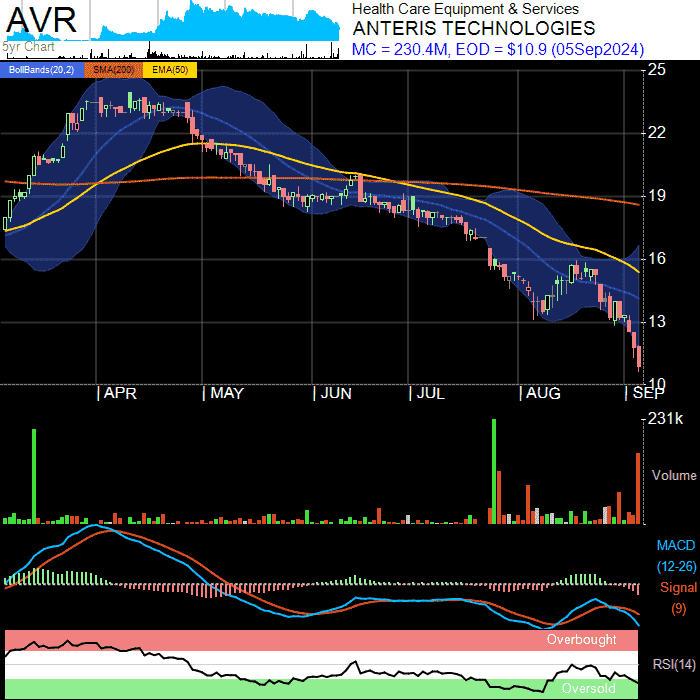 AVR
5yr Chart
Health Care Equipment & Services
ANTERIS TECHNOLOGIES
MC = 230.4M, EOD = $10.9 (05Sep2024)
BollBands(20,2) SMA(200) EMA(50)
25
22
19
16
13
10
| APR | MAY | JUN | JUL | AUG | SEP
231k
Volume
MACD
(12-26)
Signal
(9)
Overbought
RSI(14)
Oversold